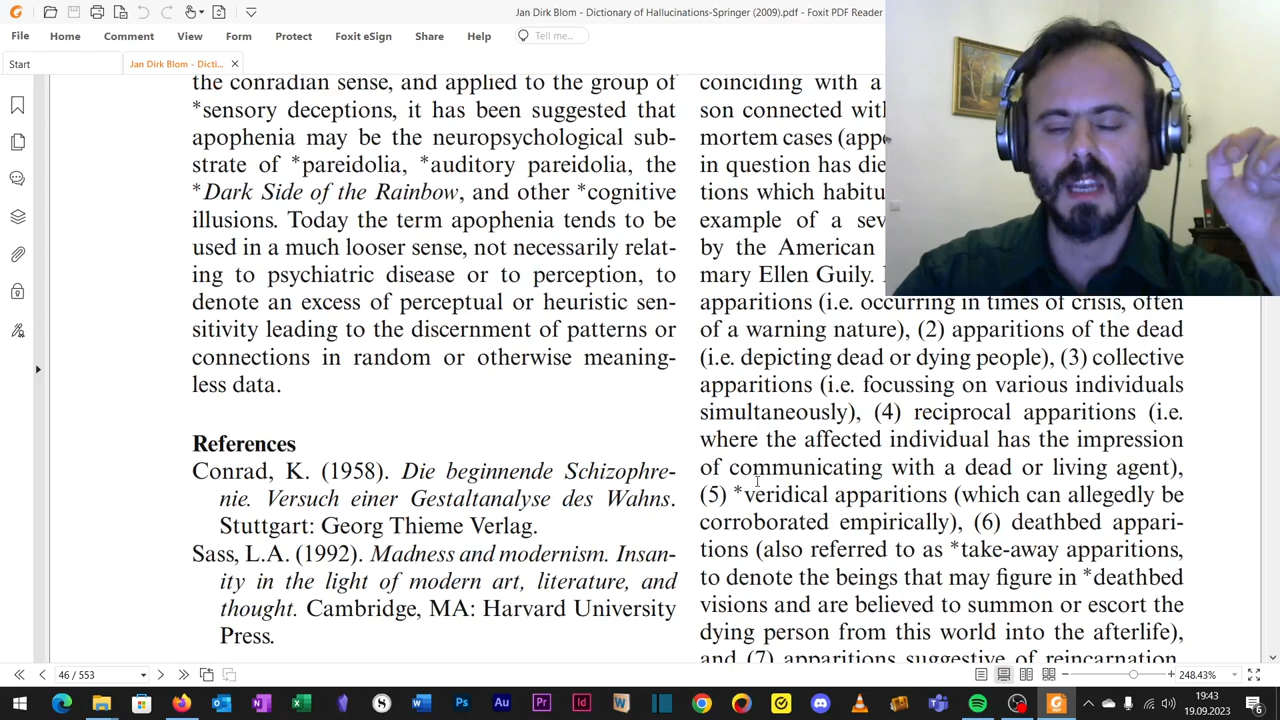 Jan Dirk Blom - Dictionary of Hallucinations-Springer (2009).pdf - Foxit PDF Reader
File Home Comment View Form Protect Foxit eSign Share Help Tell me...
Start Jan Dirk Blom - Dicti...
the conradian sense, and applied to the group of
*sensory deceptions, it has been suggested that
apophenia may be the neuropsychological sub-
strate of *pareidolia, *auditory pareidolia, the
*Dark Side of the Rainbow, and other *cognitive
illusions. Today the term apophenia tends to be
used in a much looser sense, not necessarily relat-
ing to psychiatric disease or to perception, to
denote an excess of perceptual or heuristic sen-
sitivity leading to the discernment of patterns or
connections in random or otherwise meaning-
less data.
References
Conrad, K. (1958). Die beginnende Schizophre-
nie. Versuch einer Gestaltanalyse des Wahns.
Stuttgart: Georg Thieme Verlag.
Sass, L.A. (1992). Madness and modernism. Insan-
ity in the light of modern art, literature, and
thought. Cambridge, MA: Harvard University
Press.
coinciding with a
son connected with
mortem cases (appe
in question has die
tions which habitu
example of a sev
by the American
mary Ellen Guily.
apparitions (i.e. occurring in times of crisis, often
of a warning nature), (2) apparitions of the dead
(i.e. depicting dead or dying people), (3) collective
apparitions (i.e. focussing on various individuals
simultaneously), (4) reciprocal apparitions (i.e.
where the affected individual has the impression
of communicating with a dead or living agent),
(5) *veridical apparitions (which can allegedly be
corroborated empirically), (6) deathbed appari-
tions (also referred to as *take-away apparitions,
to denote the beings that may figure in *deathbed
visions and are believed to summon or escort the
dying person from this world into the afterlife),
and (7) apparitions suggestive of reincarnation.
46 / 553
248.43%
19:43
19.09.2023